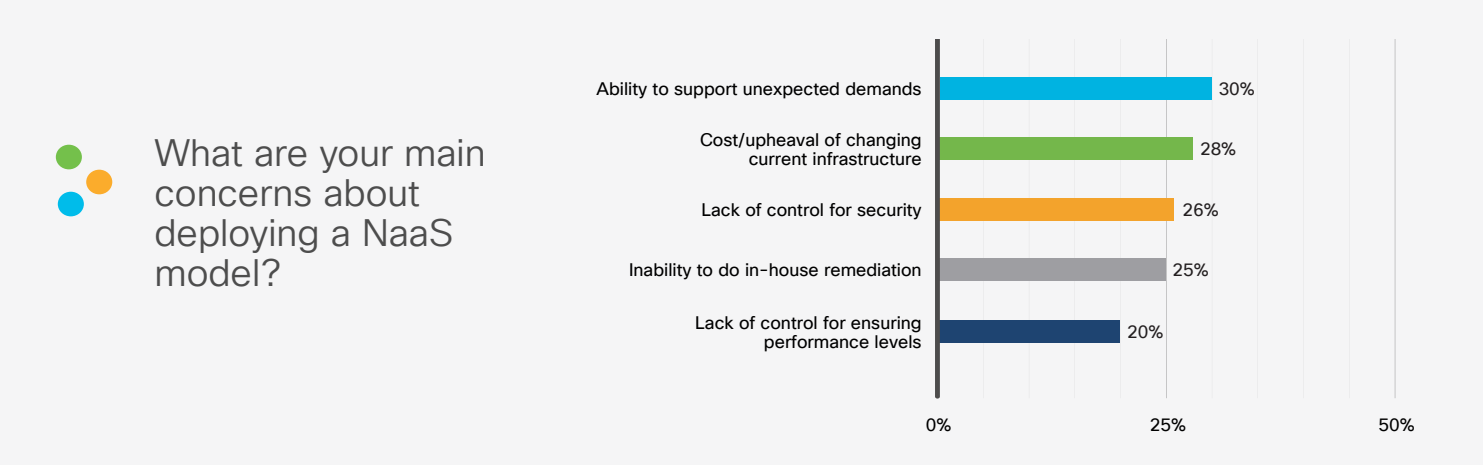 What are your main
concerns about
deploying a NaaS
model?
Ability to support unexpected demands
30%
Cost/upheaval of changing
current infrastructure
28%
Lack of control for security
26%
Inability to do in-house remediation
25%
Lack of control for ensuring
performance levels
20%
0%
25%
50%